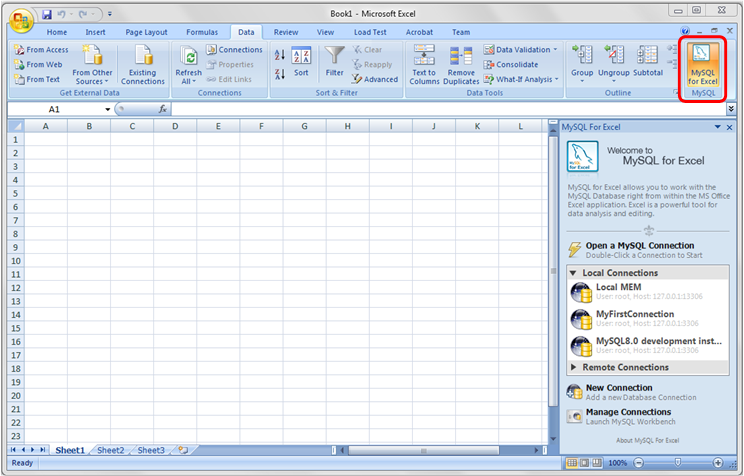 Book1 - Microsoft Excel
Home Insert Page Layout Formulas Data Review View Load Test Acrobat Team
From Access
From Web
From Text
From Other
Sources
Existing
Connections
Get External Data
Refresh
All
Connections
Properties
Edit Links
Connections
Sort
Filter
Clear
Reapply
Advanced
Sort & Filter
Text to
Columns
Remove
Duplicates
Data Validation
Consolidate
What-If Analysis
Data Tools
Group
Ungroup
Subtotal
Outline
MySQL
for Excel
MySQL
A1
fx
A B C D E F G H I J K L
1
2
3
4
5
6
7
8
9
10
11
12
13
14
15
16
17
18
19
20
21
22
23
MySQL For Excel
MySQL
for Excel
Welcome to
MySQL for Excel
MySQL for Excel allows you to work with the
MySQL Database right from within the MS Office
Excel application. Excel is a powerful tool for
data analysis and editing.
Open a MySQL Connection
Double-Click a Connection to Start
Local Connections
Local MEM
User: root, Host: 127.0.0.1:13306
MyFirstConnection
User: root, Host: 127.0.0.1:3306
MySQL8.0 development inst...
User: root, Host: 127.0.0.1:3306
Remote Connections
New Connection
Add a new Database Connection
Manage Connections
Launch MySQL Workbench
About MySQL For Excel
Sheet1 Sheet2 Sheet3
Ready
100%